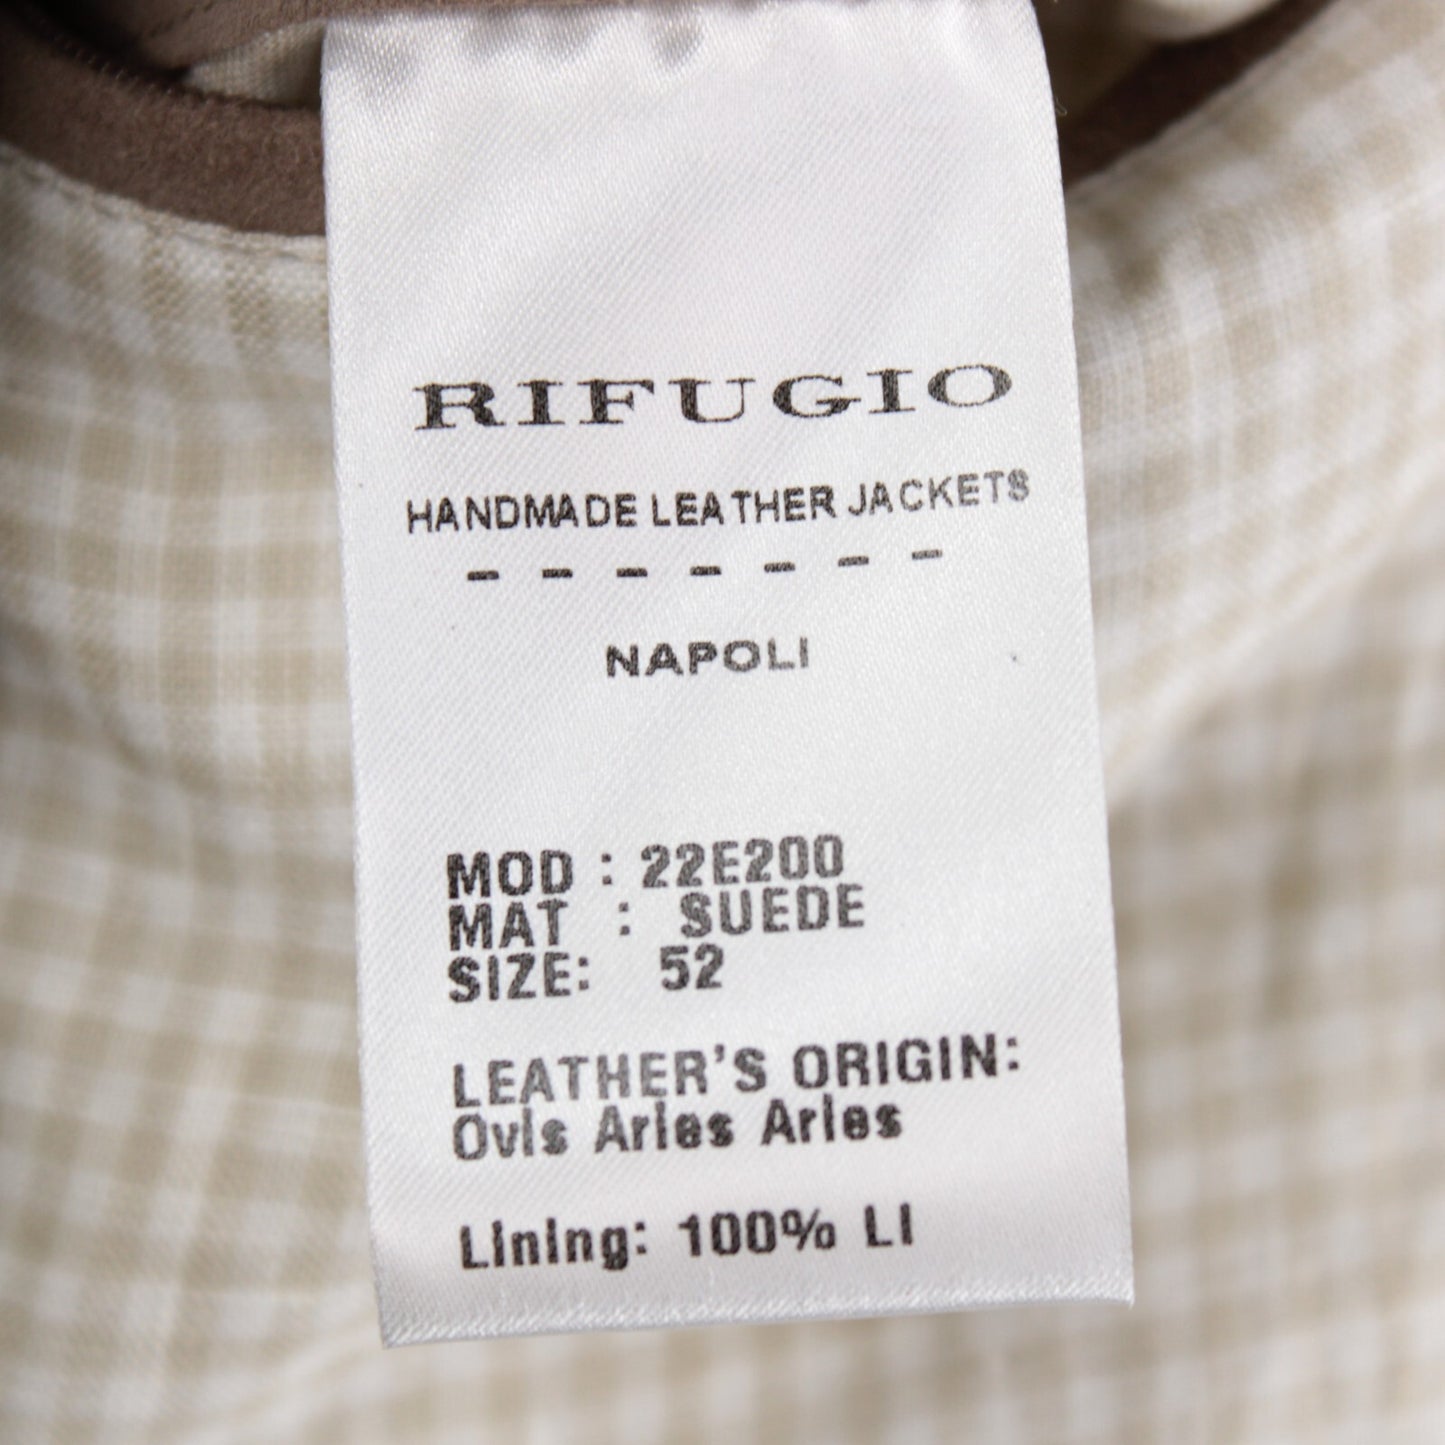 RIFUGIO
HANDMADE LEATHER JACKETS
- - - - - - -
NAPOLI
MOD : 22E200
MAT : SUEDE
SIZE: 52
LEATHER'S ORIGIN:
Ovis Aries Aries
Lining: 100% LI